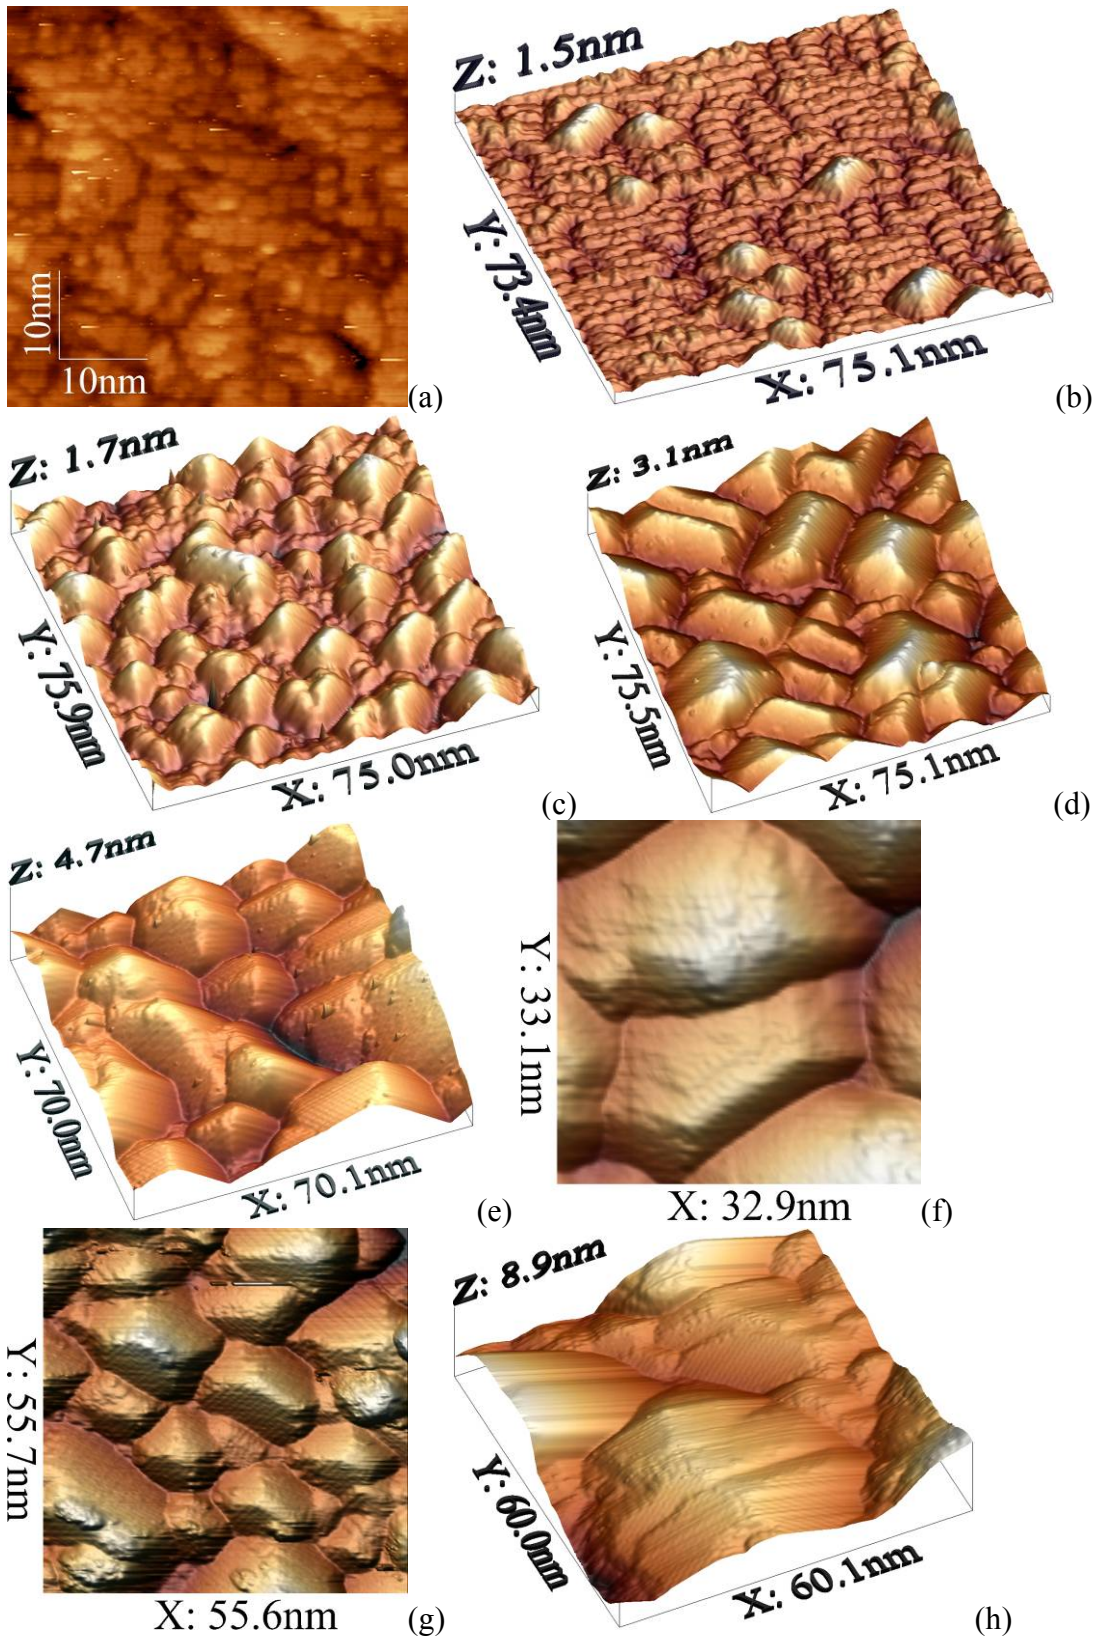 10nm
10nm
(a)
Z: 1.5nm
Y: 73.4nm
X: 75.1nm
(b)
Z: 1.7nm
Y: 75.9nm
X: 75.0nm
(c)
Z: 3.1nm
Y: 75.5nm
X: 75.1nm
(d)
Z: 4.7nm
Y: 70.0nm
X: 70.1nm
(e)
Y: 33.1nm
X: 32.9nm
(f)
Y: 55.7nm
X: 55.6nm
(g)
Z: 8.9nm
Y: 60.0nm
X: 60.1nm
(h)